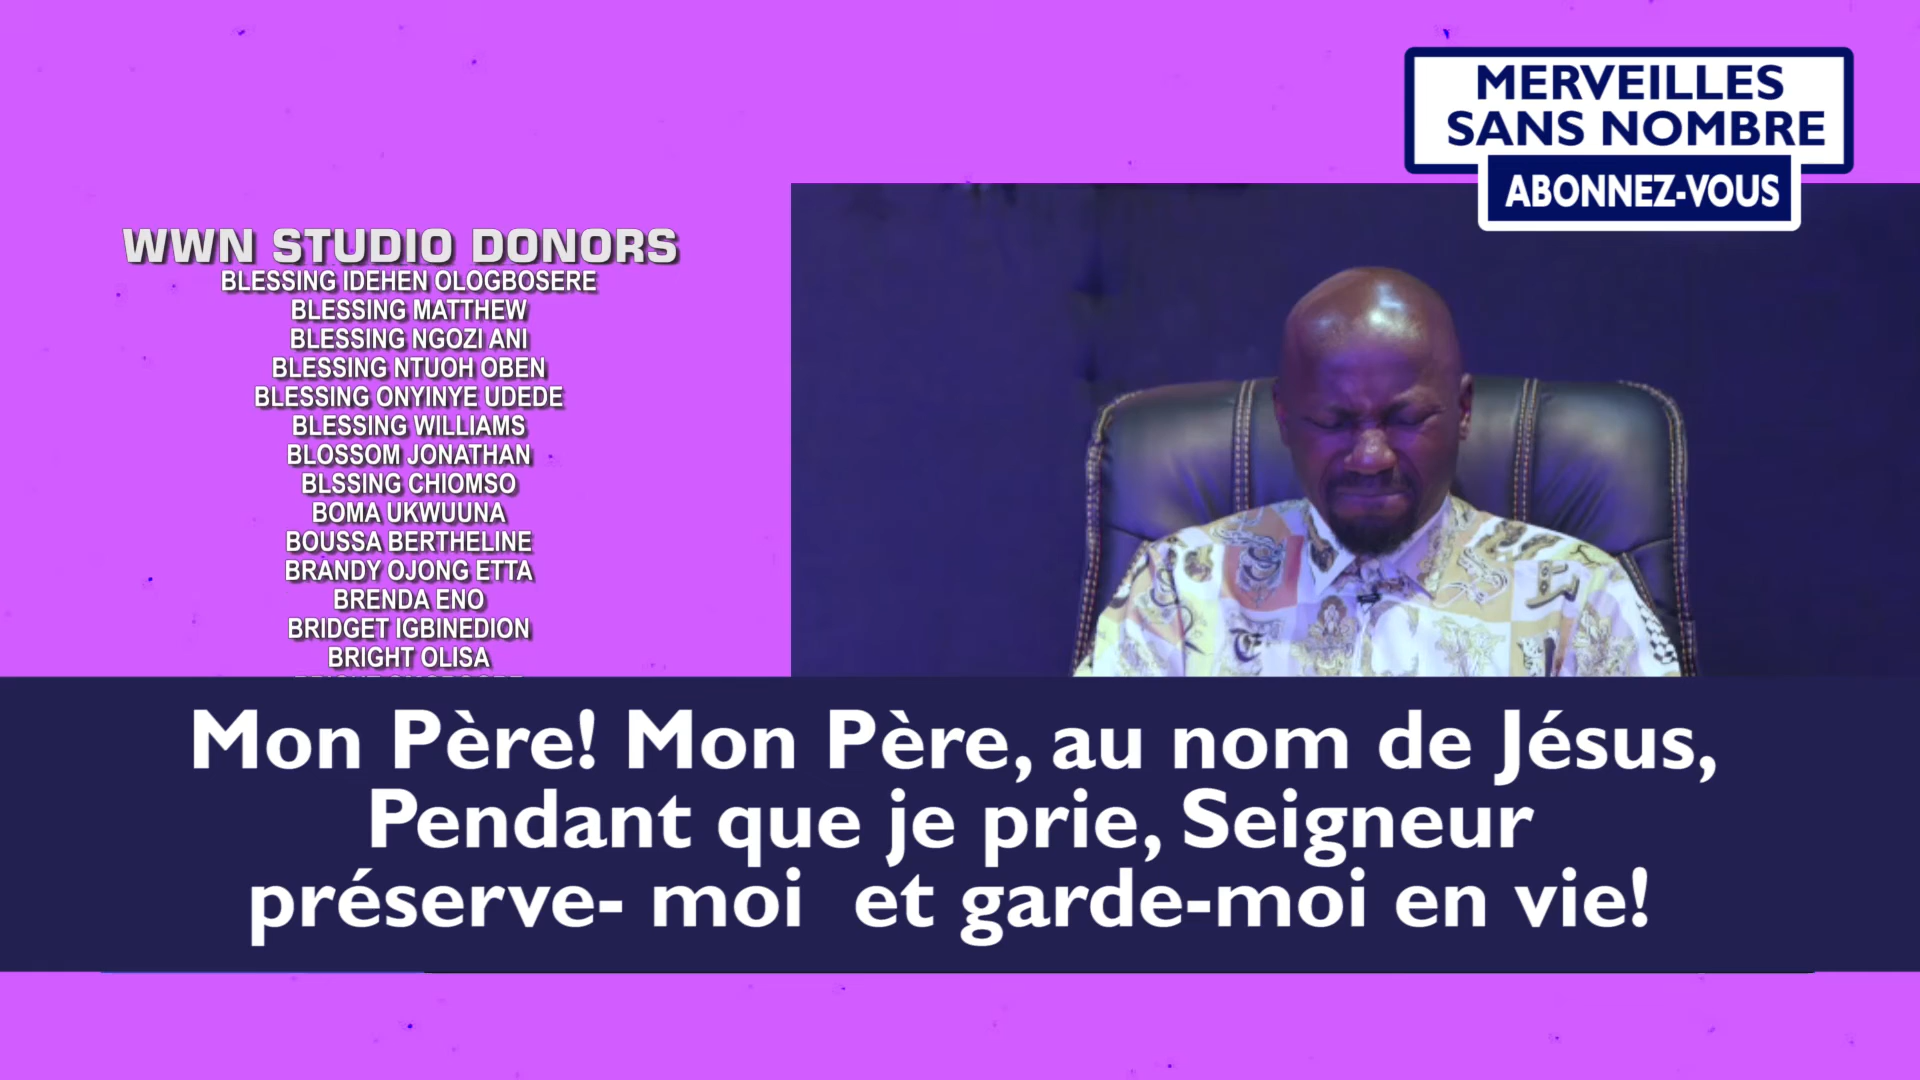 MERVEILLES
SANS NOMBRE
ABONNEZ-VOUS
WWN STUDIO DONORS
BLESSING IDEHEN OLOGBOSERE
BLESSING MATTHEW
BLESSING NGOZI ANI
BLESSING NTUOH OBEN
BLESSING ONYINYE UDEDE
BLESSING WILLIAMS
BLOSSOM JONATHAN
BLSSING CHIOMSO
BOMA UKWUUNA
BOUSSA BERTHELINE
BRANDY OJONG ETTA
BRENDA ENO
BRIDGET IGBINEDION
BRIGHT OLISA
Mon Père! Mon Père, au nom de Jésus,
Pendant que je prie, Seigneur
préserve- moi  et garde-moi en vie!